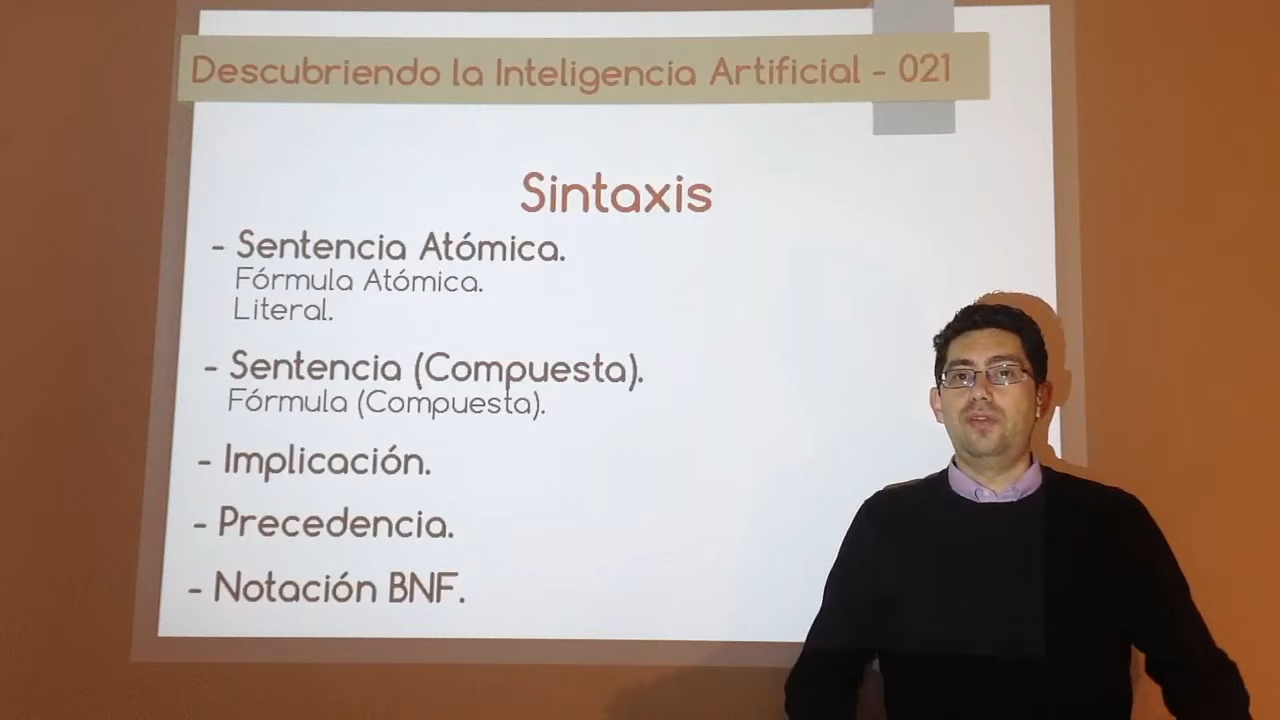 Descubriendo la Inteligencia Artificial - 021
Sintaxis
- Sentencia Atómica.
Fórmula Atómica.
Literal.
- Sentencia (Compuesta).
Fórmula (Compuesta).
- Implicación.
- Precedencia.
- Notación BNF.